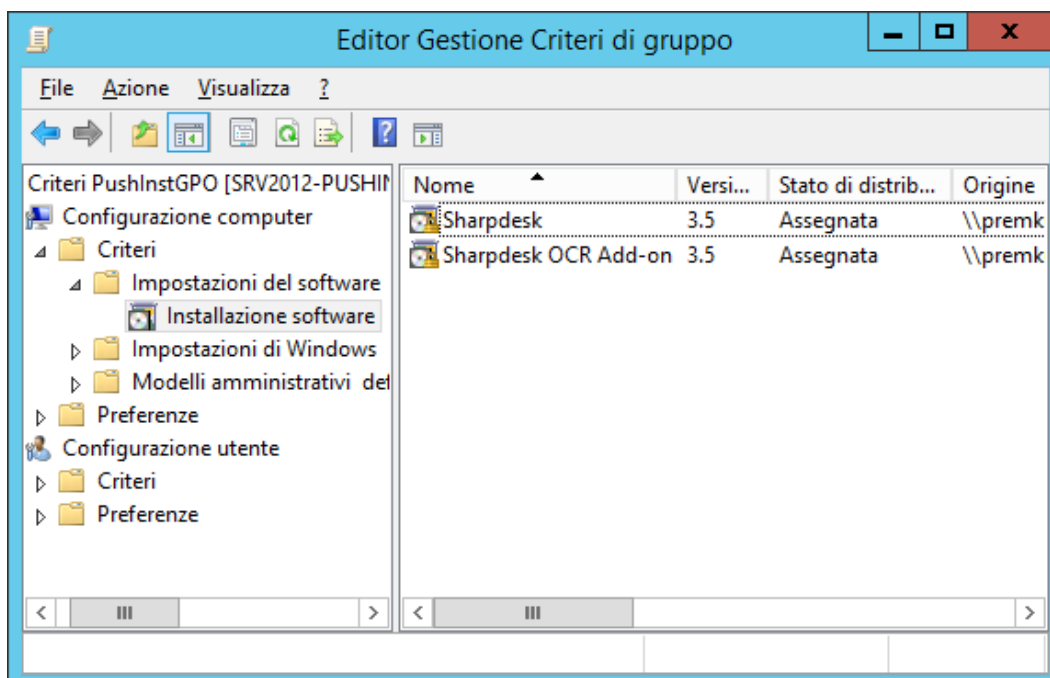 Editor Gestione Criteri di gruppo
File Azione Visualizza ?
Criteri PushInstGPO [SRV2012-PUSHIN
Configurazione computer
Criteri
Impostazioni del software
Installazione software
Impostazioni di Windows
Modelli amministrativi def
Preferenze
Configurazione utente
Criteri
Preferenze
Nome Versi... Stato di distrib... Origine
Sharpdesk 3.5 Assegnata \\premk
Sharpdesk OCR Add-on 3.5 Assegnata \\premk